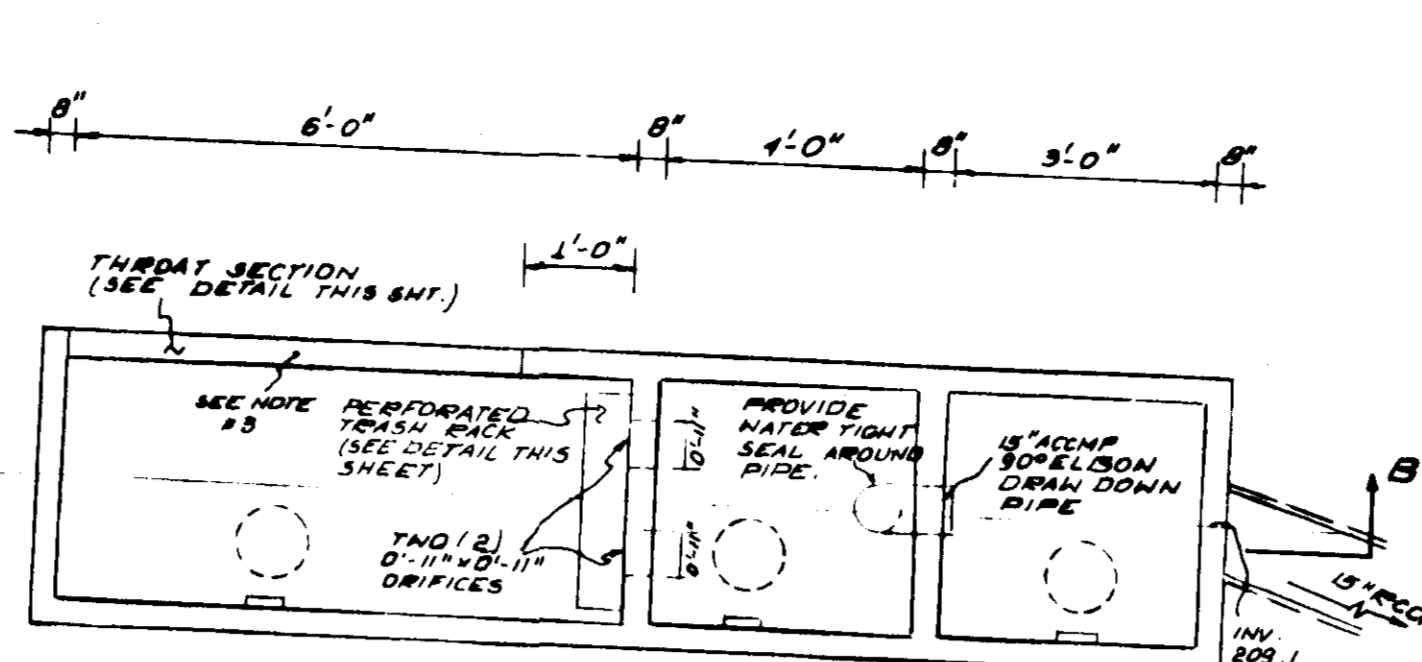 8"
6'-0"
8"
4'-0"
8"
3'-0"
8"
1'-0"
THROAT SECTION
(SEE DETAIL THIS SHT.)
SEE NOTE
#3
PERFORATED
TRASH RACK
(SEE DETAIL THIS
SHEET)
TWO (2)
0'-11" x 0'-11"
ORIFICES
0'-11"
0'-11"
PROVIDE
WATER TIGHT
SEAL AROUND
PIPE.
15" ACCMP
90° ELBOW
DRAW DOWN
PIPE
B
15" RCCP
INV.
209.1